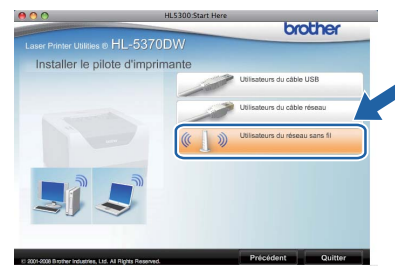 HL5300:Start Here
brother
Laser Printer Utilities ® HL-5370DW
Installer le pilote d'imprimante
Utilisateurs du câble USB
Utilisateurs du câble réseau
Utilisateurs du réseau sans fil
© 2001-2008 Brother Industries, Ltd. All Rights Reserved.
Précédent
Quitter